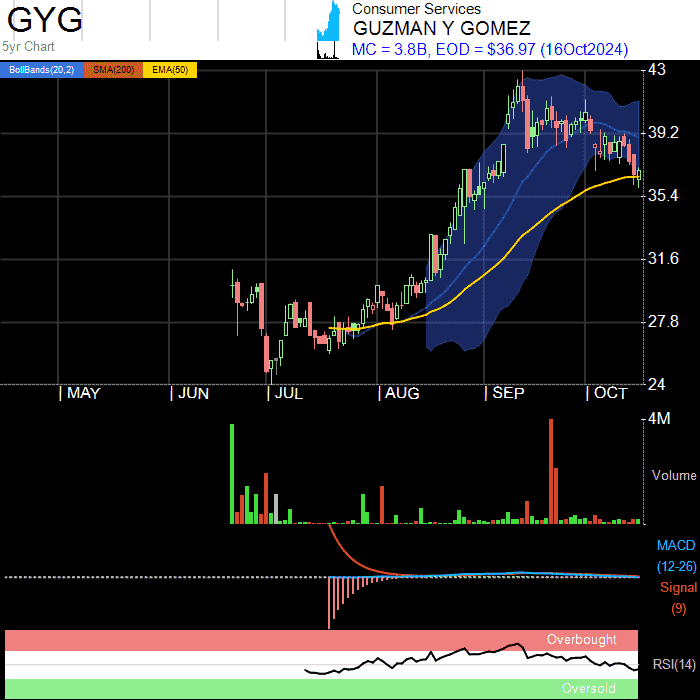 GYG
5yr Chart
Consumer Services
GUZMAN Y GOMEZ
MC = 3.8B, EOD = $36.97 (16Oct2024)
BollBands(20,2) SMA(200) EMA(50)
43
39.2
35.4
31.6
27.8
24
MAY JUN JUL AUG SEP OCT
4M
Volume
MACD
(12-26)
Signal
(9)
Overbought
RSI(14)
Oversold